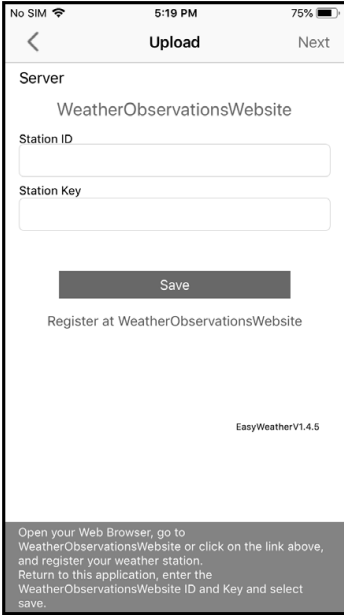 No SIM 5:19 PM 75%
Upload Next
Server
WeatherObservationsWebsite
Station ID
Station Key
Save
Register at WeatherObservationsWebsite
EasyWeatherV1.4.5
Open your Web Browser, go to
WeatherObservationsWebsite or click on the link above,
and register your weather station.
Return to this application, enter the
WeatherObservationsWebsite ID and Key and select
save.